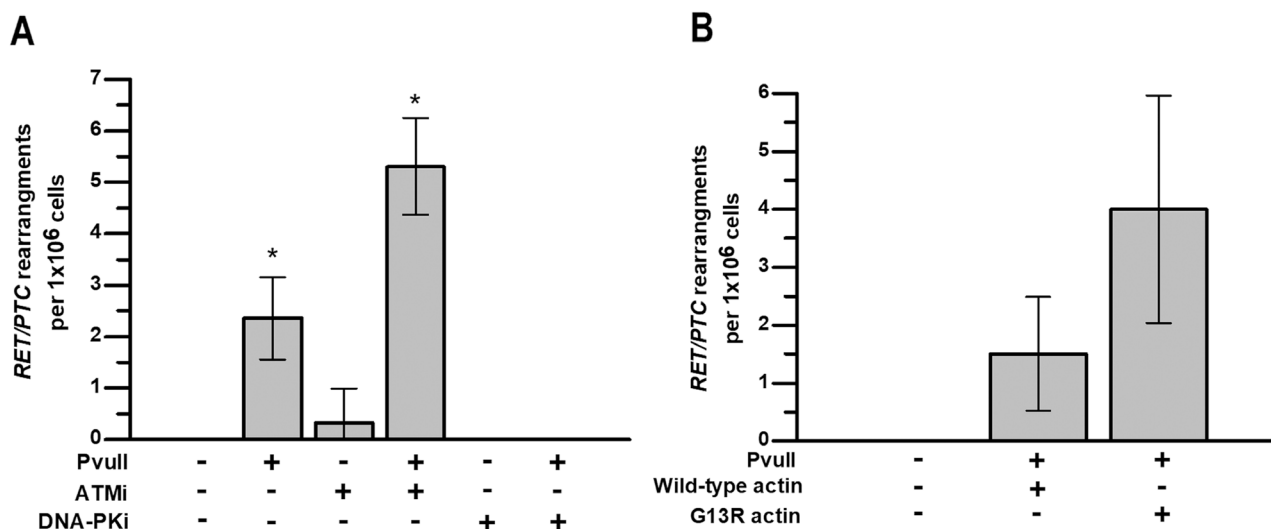 A
RET/PTC rearrangments
per 1x10⁶ cells
7
6
5
4
3
2
1
0
*
*
PvuII - + - + - +
ATMi - - + + - -
DNA-PKi - - - - + +
B
RET/PTC rearrangments
per 1x10⁶ cells
6
5
4
3
2
1
0
PvuII - + +
Wild-type actin - + -
G13R actin - - +